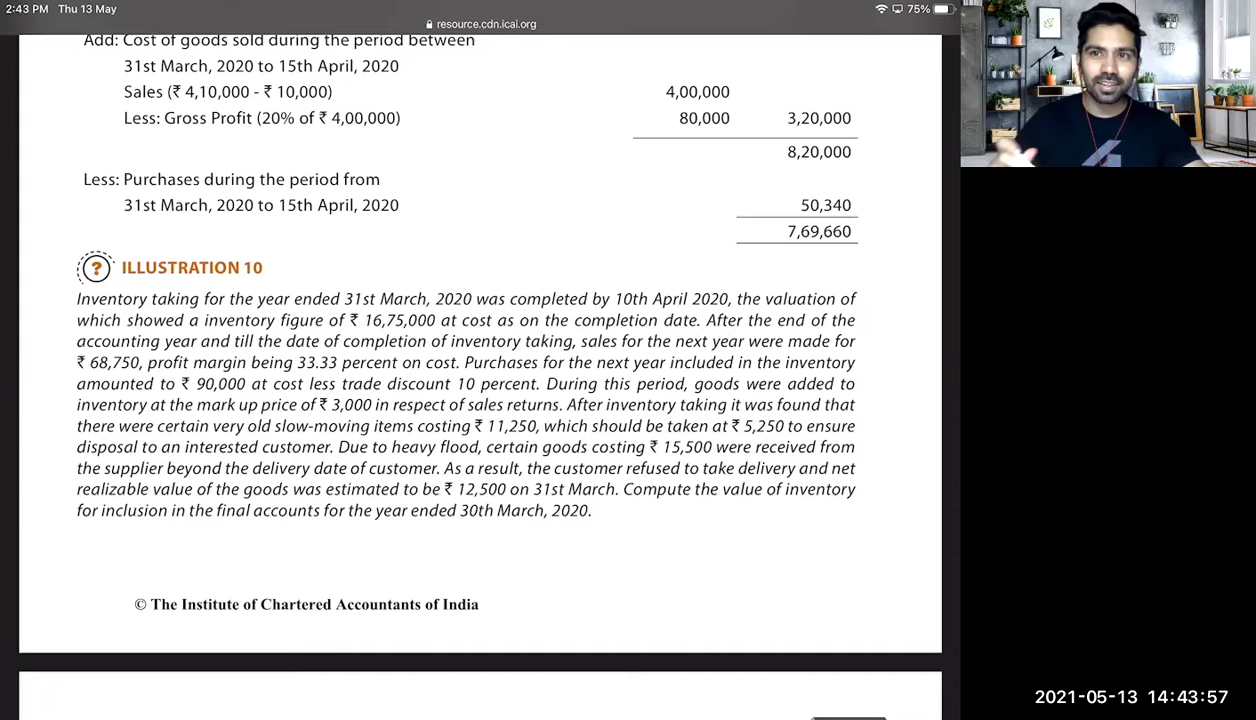 2:43 PM Thu 13 May
75%
resource.cdn.icai.org
Add: Cost of goods sold during the period between
31st March, 2020 to 15th April, 2020
Sales (₹ 4,10,000 - ₹ 10,000) 4,00,000
Less: Gross Profit (20% of ₹ 4,00,000) 80,000 3,20,000
8,20,000
Less: Purchases during the period from
31st March, 2020 to 15th April, 2020 50,340
7,69,660
? ILLUSTRATION 10
Inventory taking for the year ended 31st March, 2020 was completed by 10th April 2020, the valuation of
which showed a inventory figure of ₹ 16,75,000 at cost as on the completion date. After the end of the
accounting year and till the date of completion of inventory taking, sales for the next year were made for
₹ 68,750, profit margin being 33.33 percent on cost. Purchases for the next year included in the inventory
amounted to ₹ 90,000 at cost less trade discount 10 percent. During this period, goods were added to
inventory at the mark up price of ₹ 3,000 in respect of sales returns. After inventory taking it was found that
there were certain very old slow-moving items costing ₹ 11,250, which should be taken at ₹ 5,250 to ensure
disposal to an interested customer. Due to heavy flood, certain goods costing ₹ 15,500 were received from
the supplier beyond the delivery date of customer. As a result, the customer refused to take delivery and net
realizable value of the goods was estimated to be ₹ 12,500 on 31st March. Compute the value of inventory
for inclusion in the final accounts for the year ended 30th March, 2020.
© The Institute of Chartered Accountants of India
2021-05-13 14:43:57